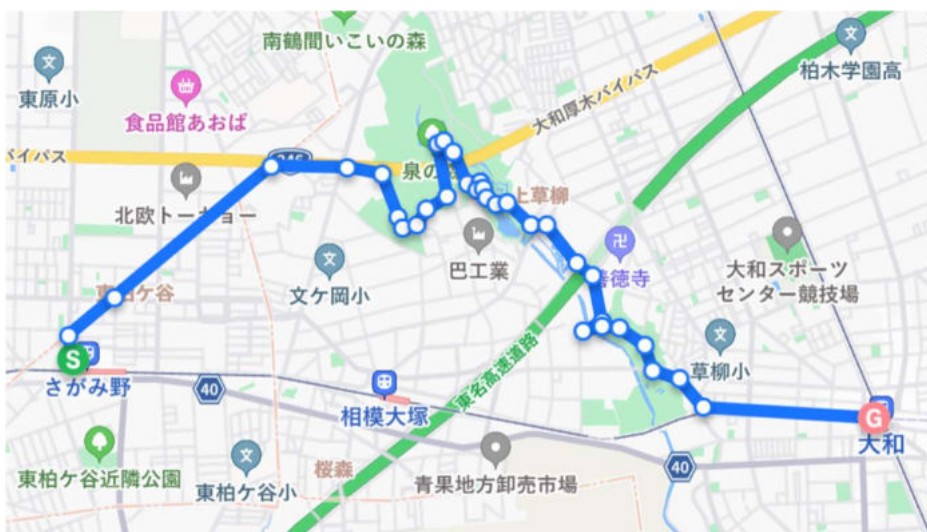 南鶴間いこいの森
東原小
柏木学園高
食品館あおば
大和厚木バイパス
バイパス
246
泉の
上草柳
北欧トーキョー
巴工業
善徳寺
大和スポーツ
センター競技場
文ケ岡小
東柏ケ谷
東名高速道路
草柳小
S
さがみ野
40
相模大塚
G
大和
東柏ケ谷近隣公園
東柏ケ谷小
桜森
青果地方卸売市場
40